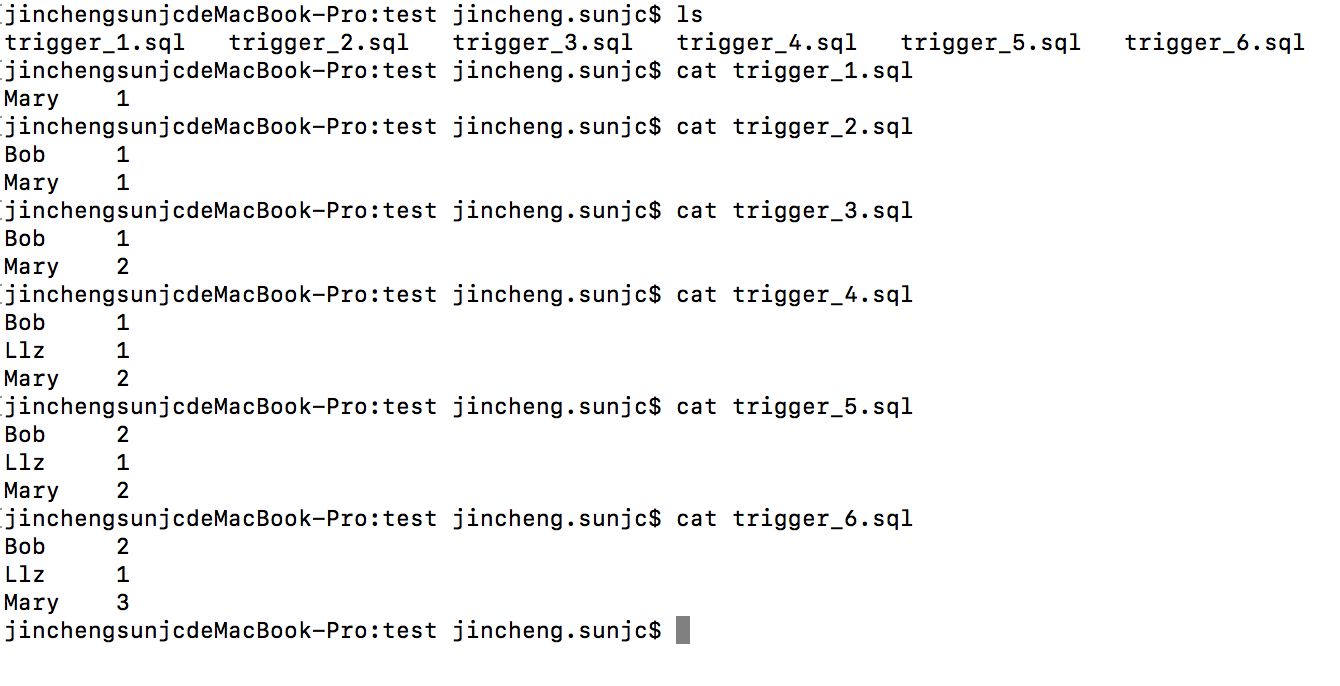 jinchengsunjcdeMacBook-Pro:test jincheng.sunjc$ ls
trigger_1.sql   trigger_2.sql   trigger_3.sql   trigger_4.sql   trigger_5.sql   trigger_6.sql
jinchengsunjcdeMacBook-Pro:test jincheng.sunjc$ cat trigger_1.sql
Mary    1
jinchengsunjcdeMacBook-Pro:test jincheng.sunjc$ cat trigger_2.sql
Bob     1
Mary    1
jinchengsunjcdeMacBook-Pro:test jincheng.sunjc$ cat trigger_3.sql
Bob     1
Mary    2
jinchengsunjcdeMacBook-Pro:test jincheng.sunjc$ cat trigger_4.sql
Bob     1
Llz     1
Mary    2
jinchengsunjcdeMacBook-Pro:test jincheng.sunjc$ cat trigger_5.sql
Bob     2
Llz     1
Mary    2
jinchengsunjcdeMacBook-Pro:test jincheng.sunjc$ cat trigger_6.sql
Bob     2
Llz     1
Mary    3
jinchengsunjcdeMacBook-Pro:test jincheng.sunjc$